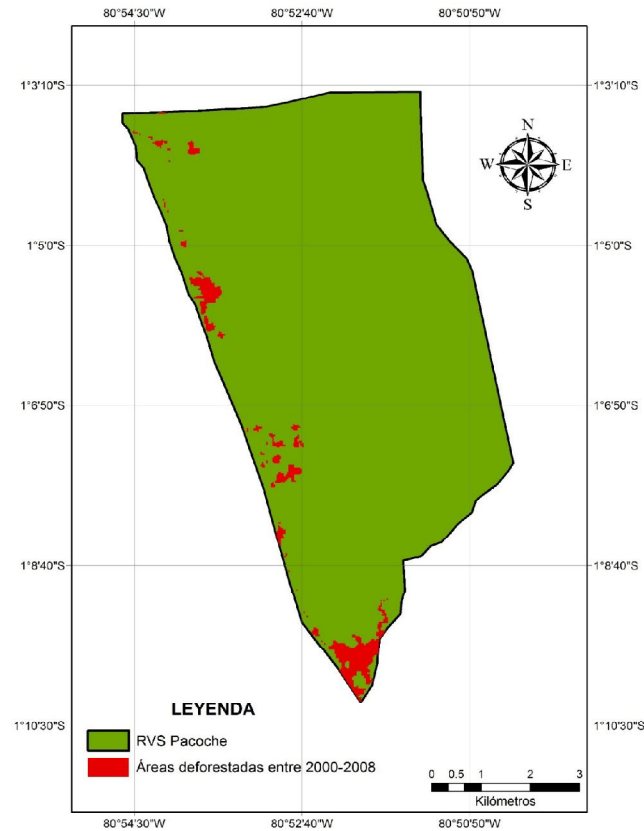 80°54'30"W 80°52'40"W 80°50'50"W
1°3'10"S 1°3'10"S
N
W E
S
1°5'0"S 1°5'0"S
1°6'50"S 1°6'50"S
1°8'40"S 1°8'40"S
LEYENDA
1°10'30"S 1°10'30"S
RVS Pacoche
Áreas deforestadas entre 2000-2008
0 0.5 1 2 3
Kilómetros
80°54'30"W 80°52'40"W 80°50'50"W